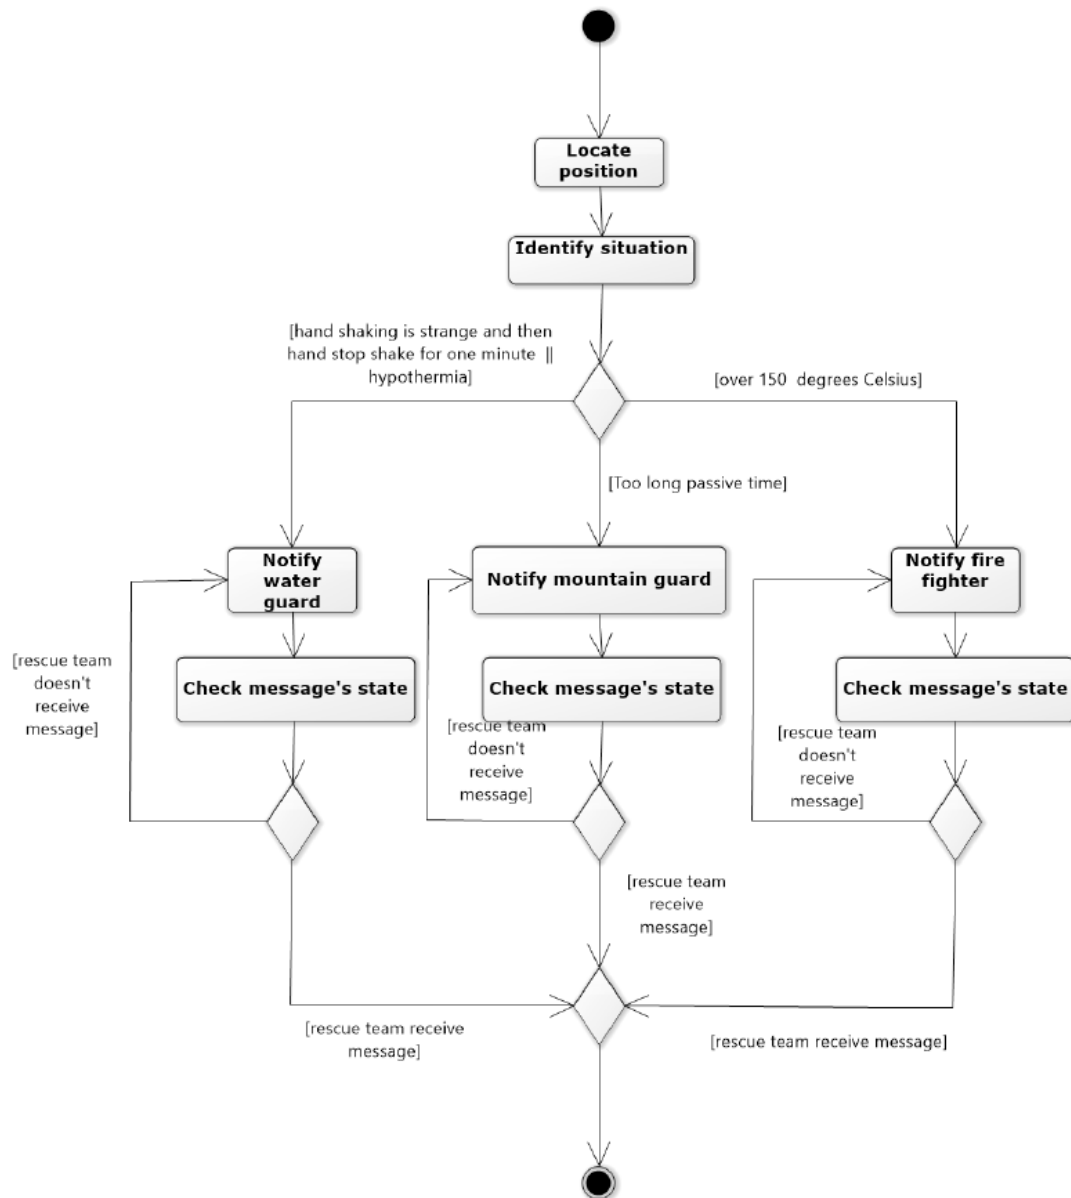 Locate
position
Identify situation
[hand shaking is strange and then
hand stop shake for one minute  ||
hypothermia]
[over 150  degrees Celsius]
[Too long passive time]
Notify
water
guard
Notify mountain guard
Notify fire
fighter
[rescue team
doesn't
receive
message]
Check message's state
Check message's state
Check message's state
[rescue team
doesn't
receive
message]
[rescue team
doesn't
receive
message]
[rescue team
receive
message]
[rescue team receive
message]
[rescue team receive message]